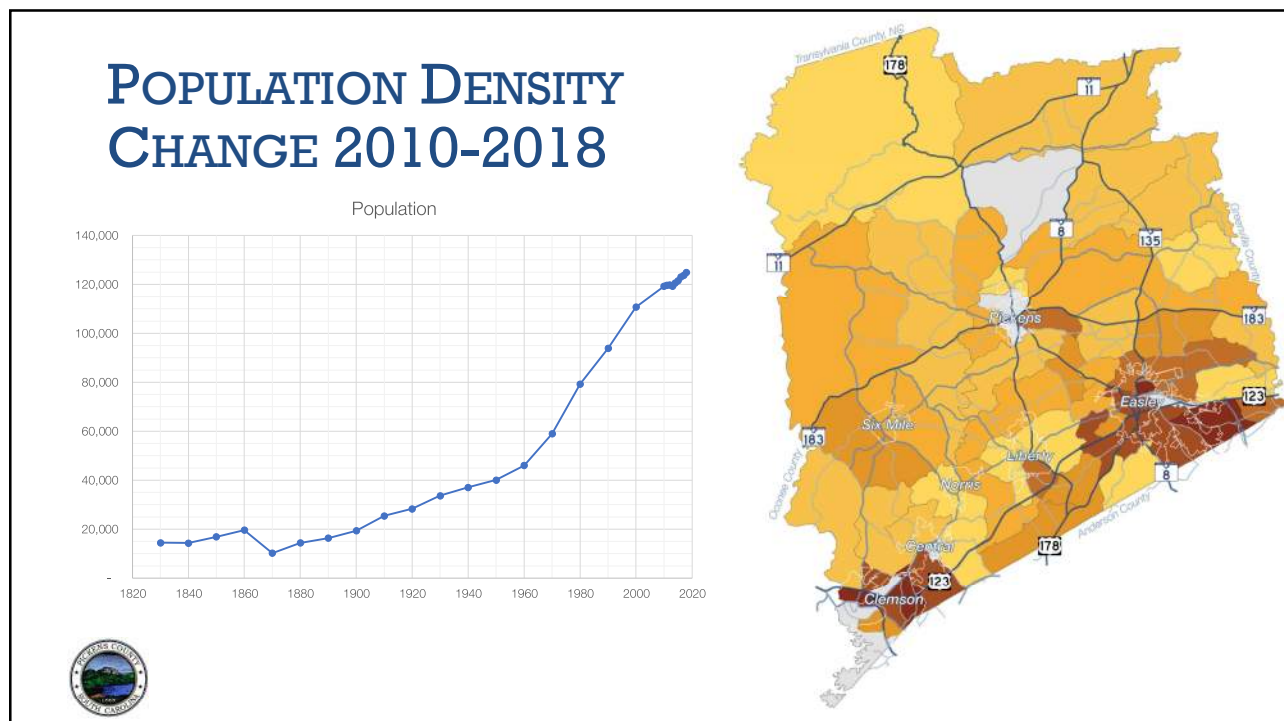 POPULATION DENSITY
CHANGE 2010-2018
Population
140,000
120,000
100,000
80,000
60,000
40,000
20,000
-
1820
1840
1860
1880
1900
1920
1940
1960
1980
2000
2020
PICKENS COUNTY
SOUTH CAROLINA
Transylvania County, NC
178
11
8
135
11
Greenville County
Pickens
183
Easley
123
Six Mile
183
Liberty
8
Oconee County
Norris
Anderson County
Central
178
123
Clemson